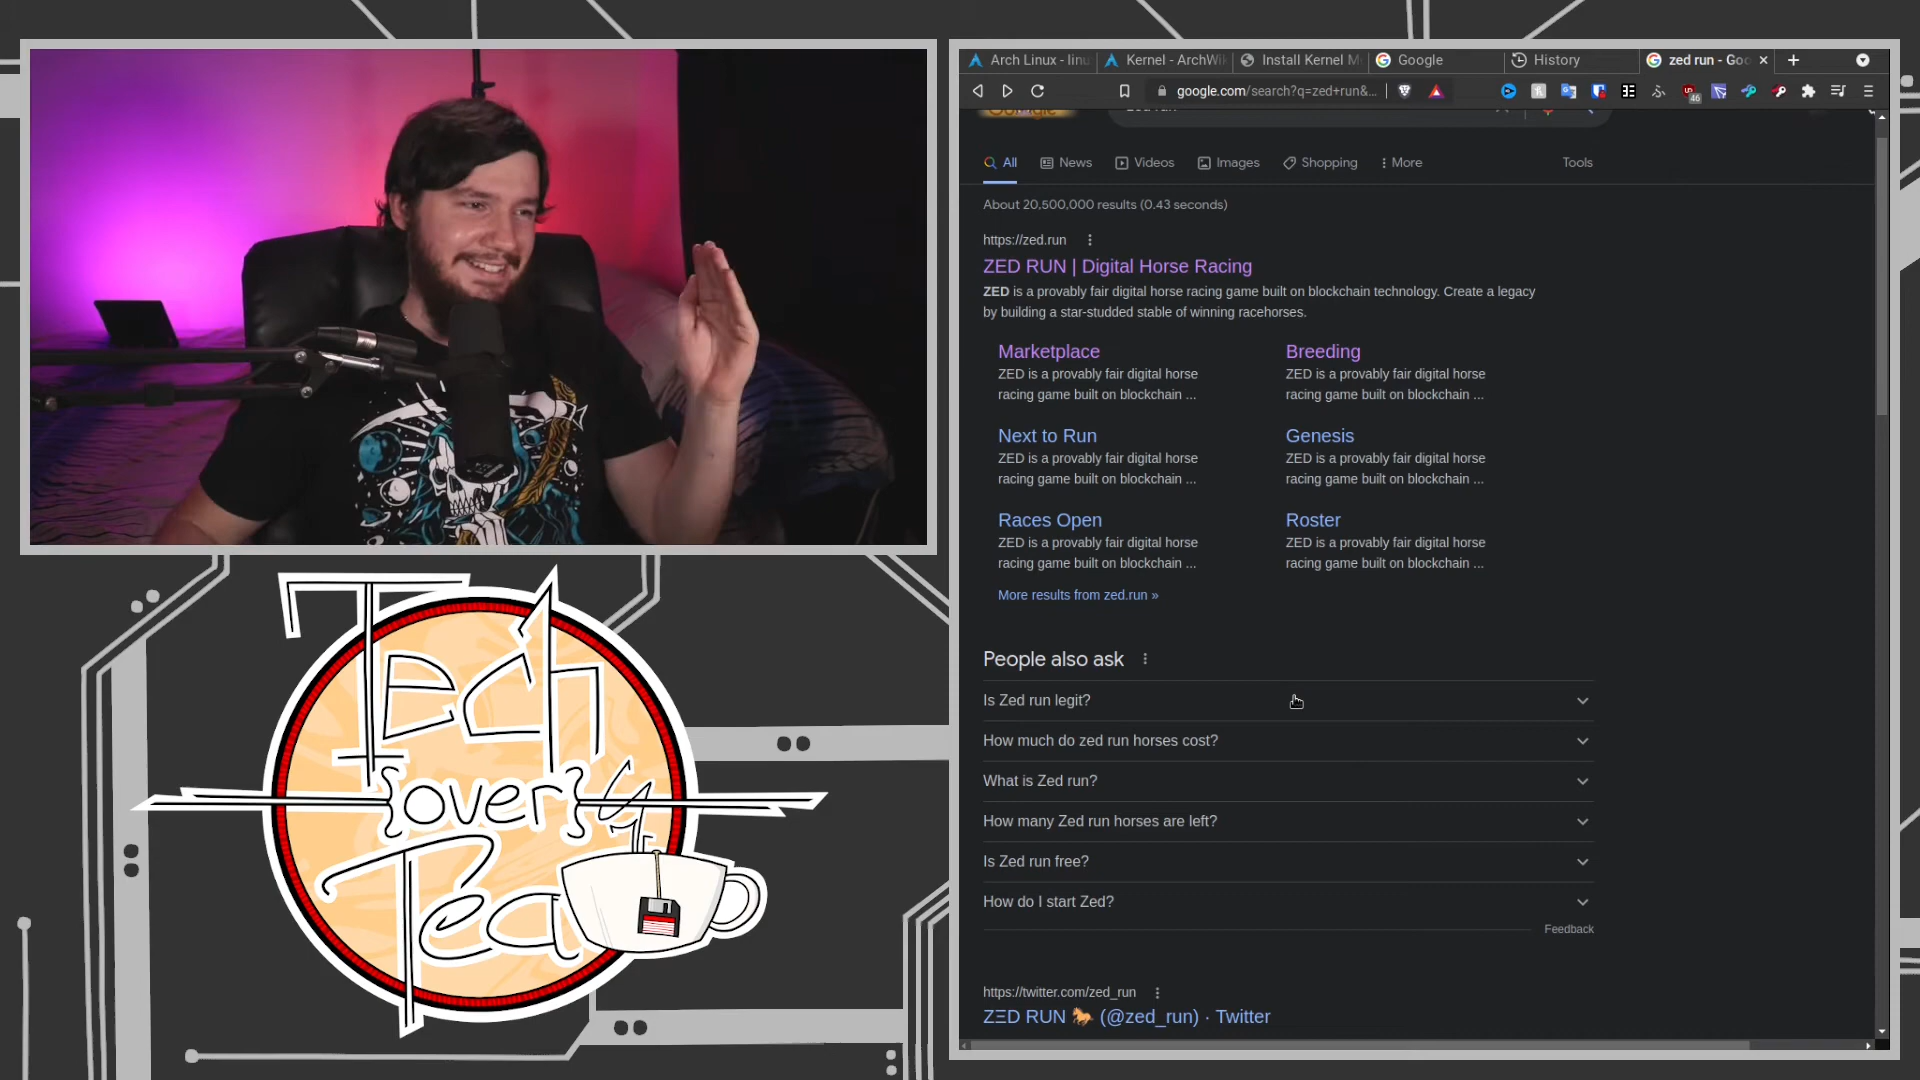 Arch Linux - linu
Kernel - ArchWi
Install Kernel M
Google
History
zed run - Goo
google.com/search?q=zed+run&...
46
All
News
Videos
Images
Shopping
More
Tools
About 20,500,000 results (0.43 seconds)
https://zed.run
ZED RUN | Digital Horse Racing
ZED is a provably fair digital horse racing game built on blockchain technology. Create a legacy
by building a star-studded stable of winning racehorses.
Marketplace
ZED is a provably fair digital horse
racing game built on blockchain ...
Breeding
ZED is a provably fair digital horse
racing game built on blockchain ...
Next to Run
ZED is a provably fair digital horse
racing game built on blockchain ...
Genesis
ZED is a provably fair digital horse
racing game built on blockchain ...
Races Open
ZED is a provably fair digital horse
racing game built on blockchain ...
Roster
ZED is a provably fair digital horse
racing game built on blockchain ...
More results from zed.run »
People also ask
Is Zed run legit?
How much do zed run horses cost?
What is Zed run?
How many Zed run horses are left?
Is Zed run free?
How do I start Zed?
Feedback
https://twitter.com/zed_run
ZΞD RUN 🐎 (@zed_run) · Twitter
Tech
{over}
Tea